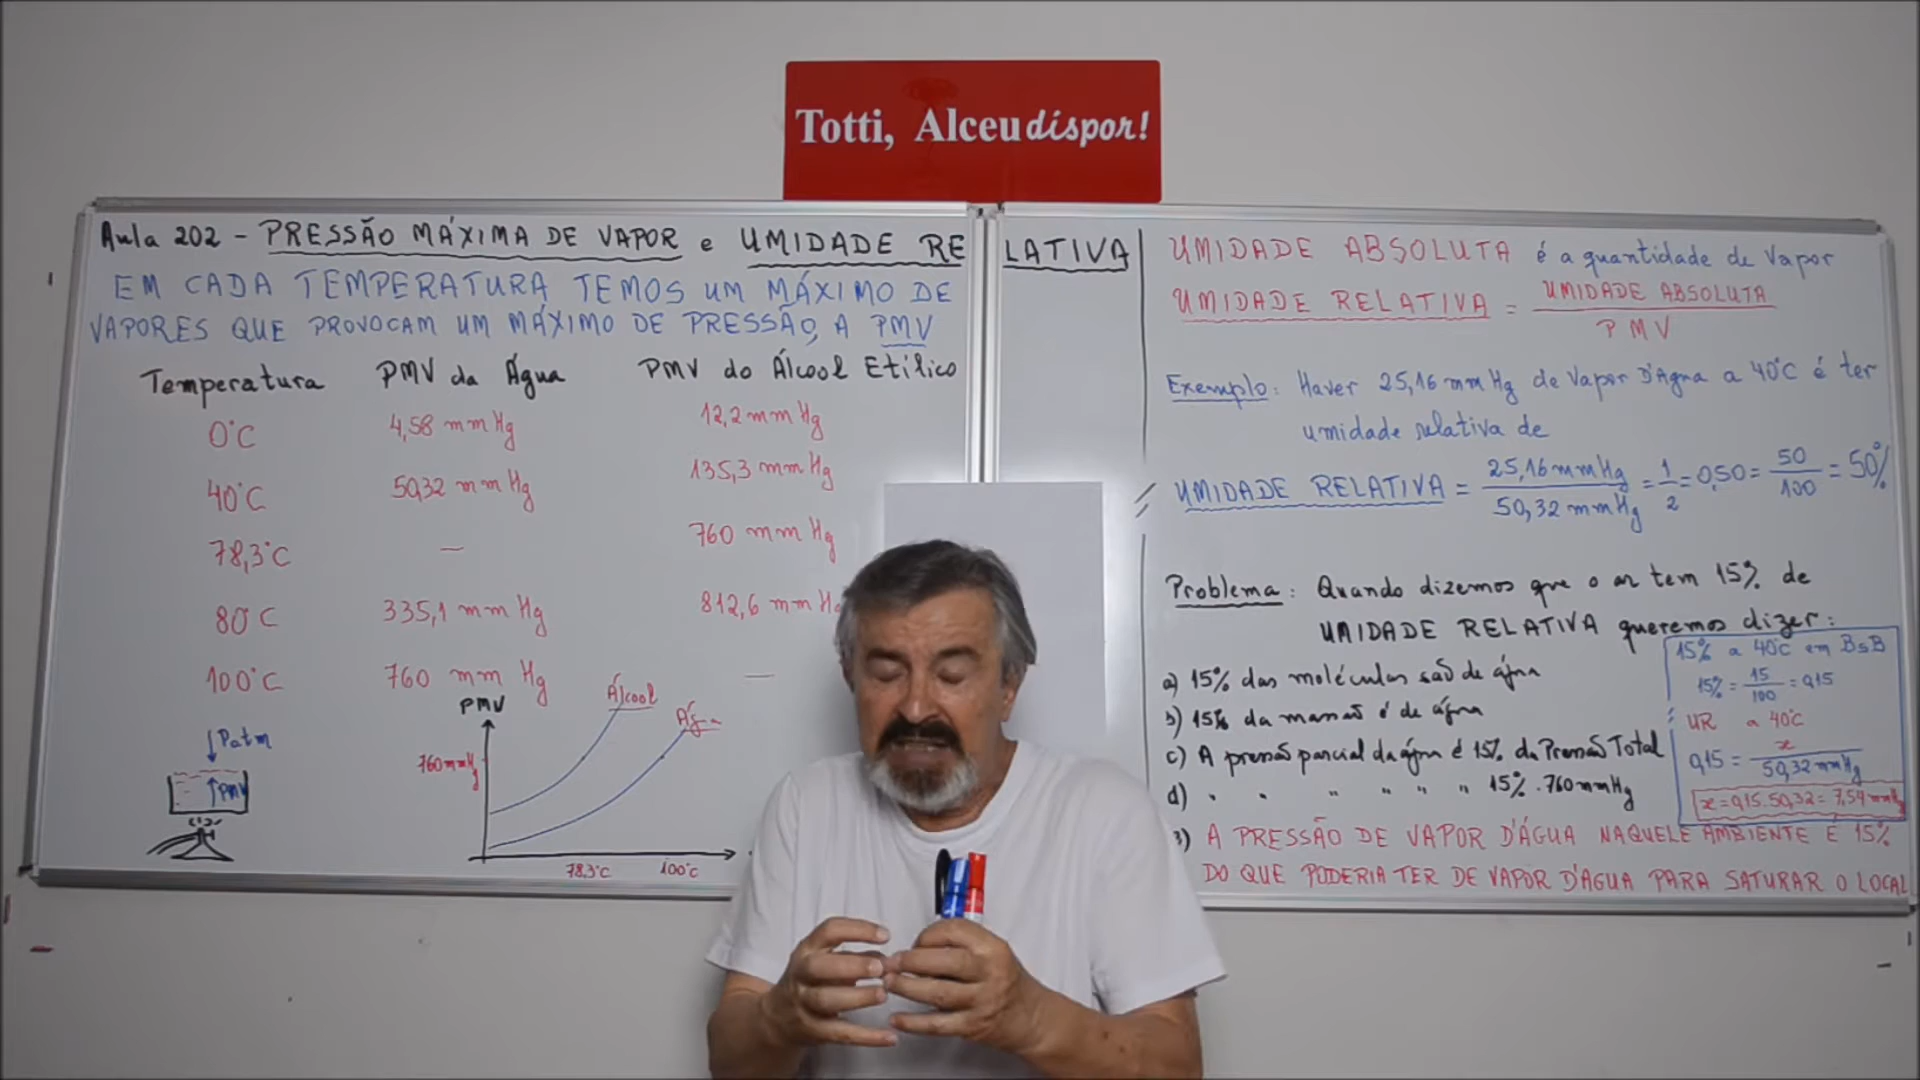 Totti, Alceu dispor!
Aula 202 - PRESSÃO MÁXIMA DE VAPOR e UMIDADE RELATIVA
EM CADA TEMPERATURA TEMOS UM MÁXIMO DE
VAPORES QUE PROVOCAM UM MÁXIMO DE PRESSÃO, A PMV
Temperatura PMV da Água PMV do Álcool Etílico
0°C 4,58 mm Hg 12,2 mm Hg
40°C 50,32 mm Hg 135,3 mm Hg
78,3°C — 760 mm Hg
80°C 335,1 mm Hg 812,6 mm Hg
100°C 760 mm Hg —
Patm
PMV
PMV
Álcool
Água
760 mmHg
78,3°C 100°C
UMIDADE ABSOLUTA é a quantidade de vapor
UMIDADE RELATIVA = UMIDADE ABSOLUTA
PMV
Exemplo: Haver 25,16 mm Hg de vapor D'Água a 40°C é ter
umidade relativa de
UMIDADE RELATIVA = 25,16 mm Hg / 50,32 mm Hg = 1/2 = 0,50 = 50/100 = 50%
Problema: Quando dizemos que o ar tem 15% de
UMIDADE RELATIVA queremos dizer:
a) 15% das moléculas são de água
b) 15% da massa é de água
c) A pressão parcial da água é 15% da Pressão Total
d) " " " " " 15% . 760 mmHg
A PRESSÃO DE VAPOR D'ÁGUA NAQUELE AMBIENTE É 15%
DO QUE PODERIA TER DE VAPOR D'ÁGUA PARA SATURAR O LOCAL
15% a 40°C em BsB
15% = 15/100 = 0,15
UR a 40°C
0,15 = x / 50,32 mm Hg
x = 0,15 . 50,32 = 7,54 mmHg